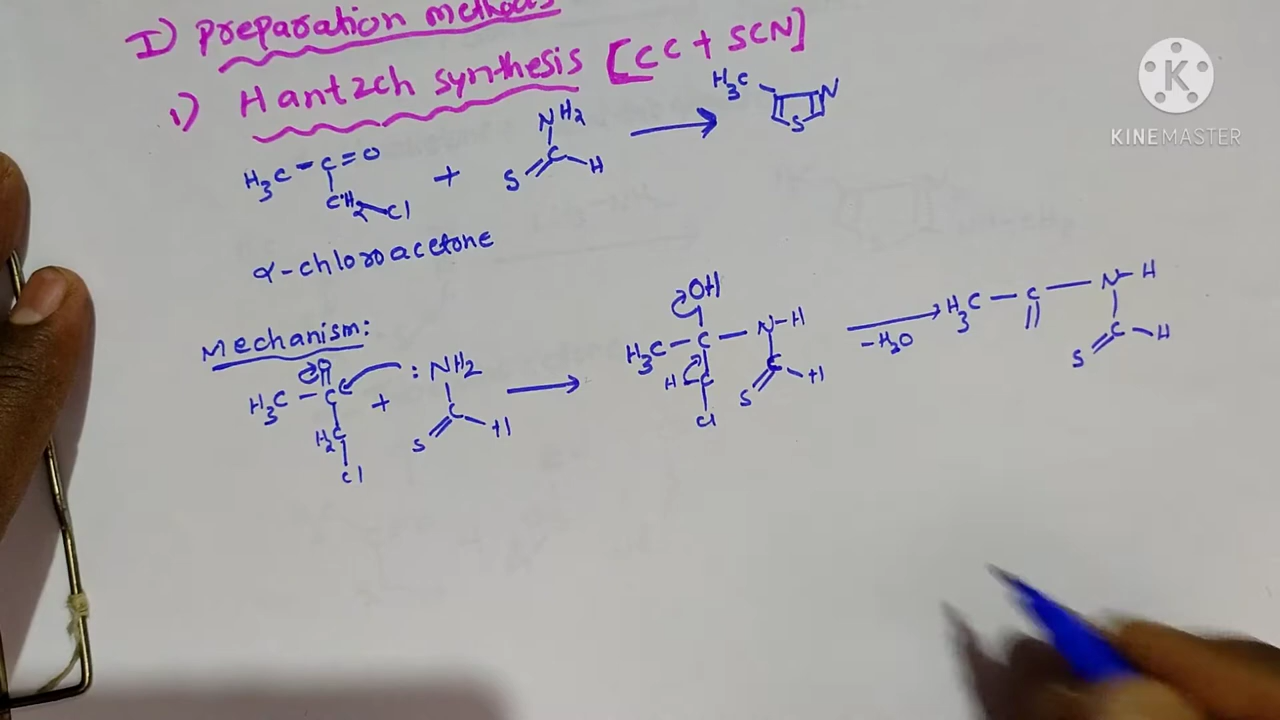 I) preparation methods
1) Hantzch synthesis [CC + SCN]
H3C-C=O CH2-Cl + NH2 C S H → H3C N S
α-chloroacetone
Mechanism:
H3C-C O H2C Cl + :NH2 C S H → H3C-C OH H C Cl N-H C S H -H2O → H3C-C N-H C S H
KINEMASTER